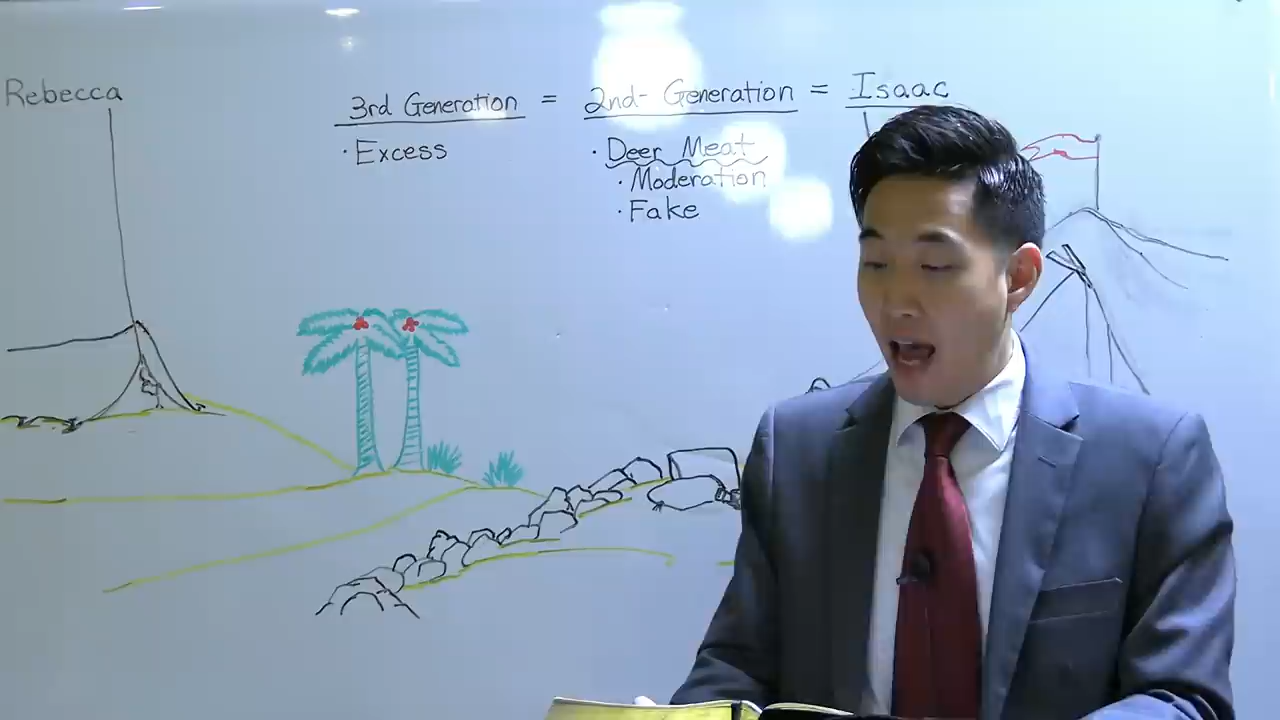 Rebecca
3rd Generation = 2nd- Generation = Isaac
· Excess
· Deer Meat
· Moderation
· Fake